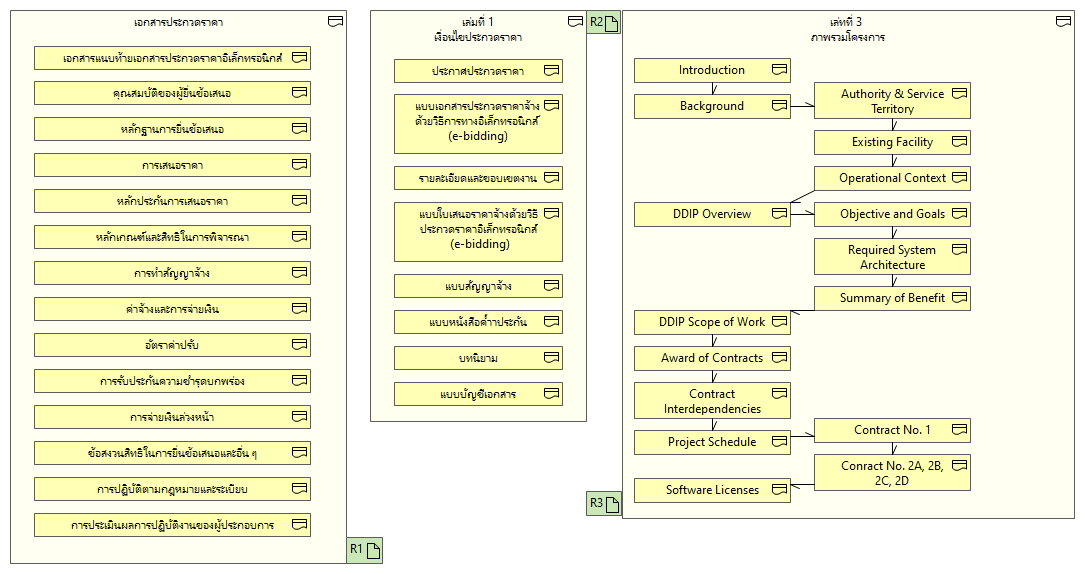 เอกสารประกวดราคา
เอกสารแนบท้ายเอกสารประกวดราคาอิเล็กทรอนิกส์
คุณสมบัติของผู้ยื่นข้อเสนอ
หลักฐานการยื่นข้อเสนอ
การเสนอราคา
หลักประกันการเสนอราคา
หลักเกณฑ์และสิทธิในการพิจารณา
การทำสัญญาจ้าง
ค่าจ้างและการจ่ายเงิน
อัตราค่าปรับ
การรับประกันความชำรุดบกพร่อง
การจ่ายเงินล่วงหน้า
ข้อสงวนสิทธิในการยื่นข้อเสนอและอื่น ๆ
การปฏิบัติตามกฎหมายและระเบียบ
การประเมินผลการปฏิบัติงานของผู้ประกอบการ
R1
เล่มที่ 1
เงื่อนไขประกวดราคา
ประกาศประกวดราคา
แบบเอกสารประกวดราคาจ้าง
ด้วยวิธีการทางอิเล็กทรอนิกส์
(e-bidding)
รายละเอียดและขอบเขตงาน
แบบใบเสนอราคาจ้างด้วยวิธี
ประกวดราคาอิเล็กทรอนิกส์
(e-bidding)
แบบสัญญาจ้าง
แบบหนังสือค้ำาประกัน
บทนิยาม
แบบบัญชีเอกสาร
R2
R3
เล่ทที่ 3
ภาพรวมโครงการ
Introduction
Background
Authority & Service
Territory
Existing Facility
Operational Context
DDIP Overview
Objective and Goals
Required System
Architecture
Summary of Benefit
DDIP Scope of Work
Award of Contracts
Contract
Interdependencies
Project Schedule
Contract No. 1
Conract No. 2A, 2B,
2C, 2D
Software Licenses